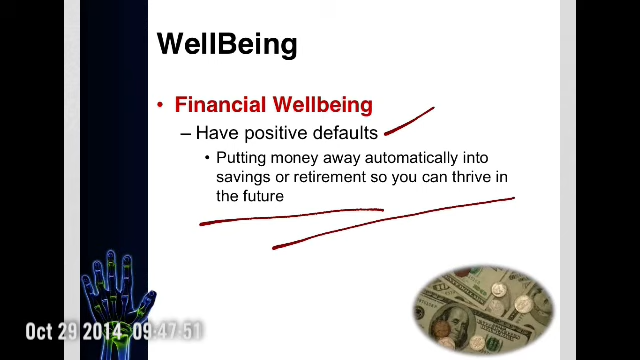 WellBeing
• Financial Wellbeing
– Have positive defaults
• Putting money away automatically into
savings or retirement so you can thrive in
the future
Oct 29 2014 09:47:51